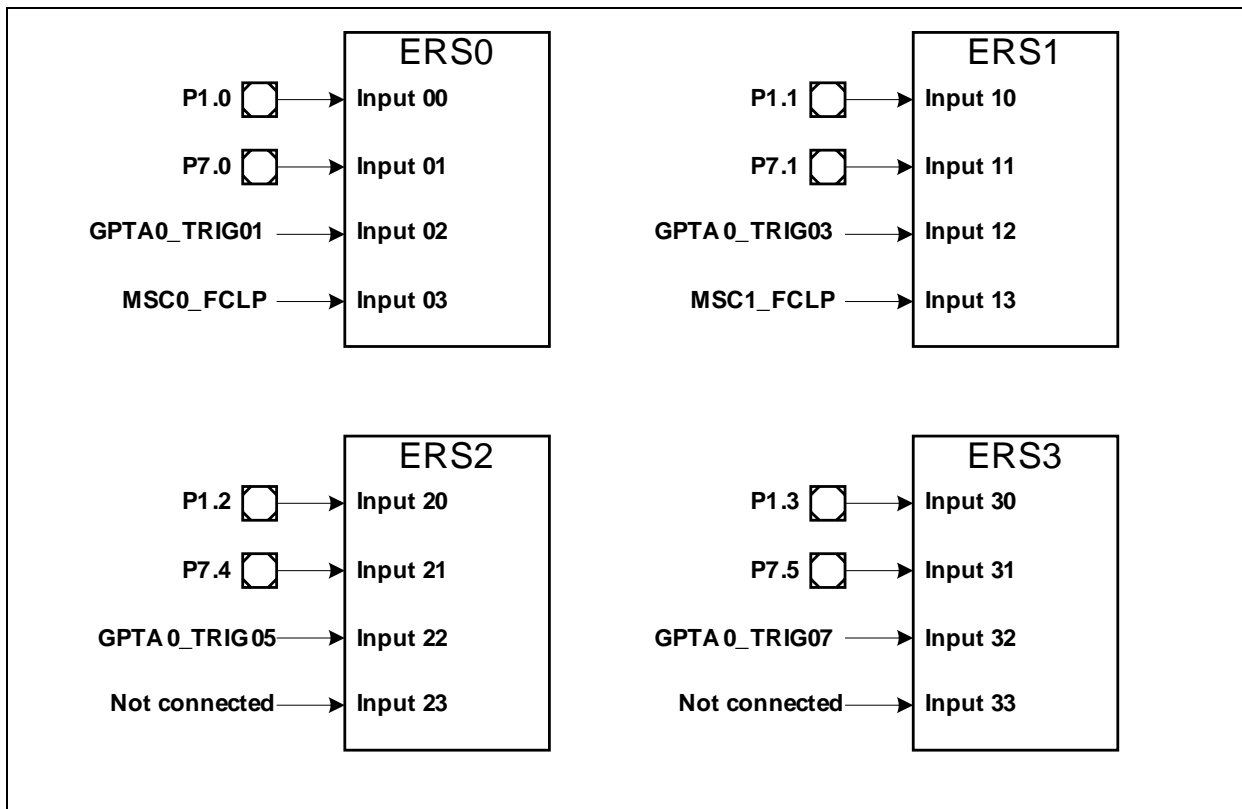 ERS0
P1.0 Input 00
P7.0 Input 01
GPTA0_TRIG01 Input 02
MSC0_FCLP Input 03
ERS1
P1.1 Input 10
P7.1 Input 11
GPTA0_TRIG03 Input 12
MSC1_FCLP Input 13
ERS2
P1.2 Input 20
P7.4 Input 21
GPTA0_TRIG05 Input 22
Not connected Input 23
ERS3
P1.3 Input 30
P7.5 Input 31
GPTA0_TRIG07 Input 32
Not connected Input 33